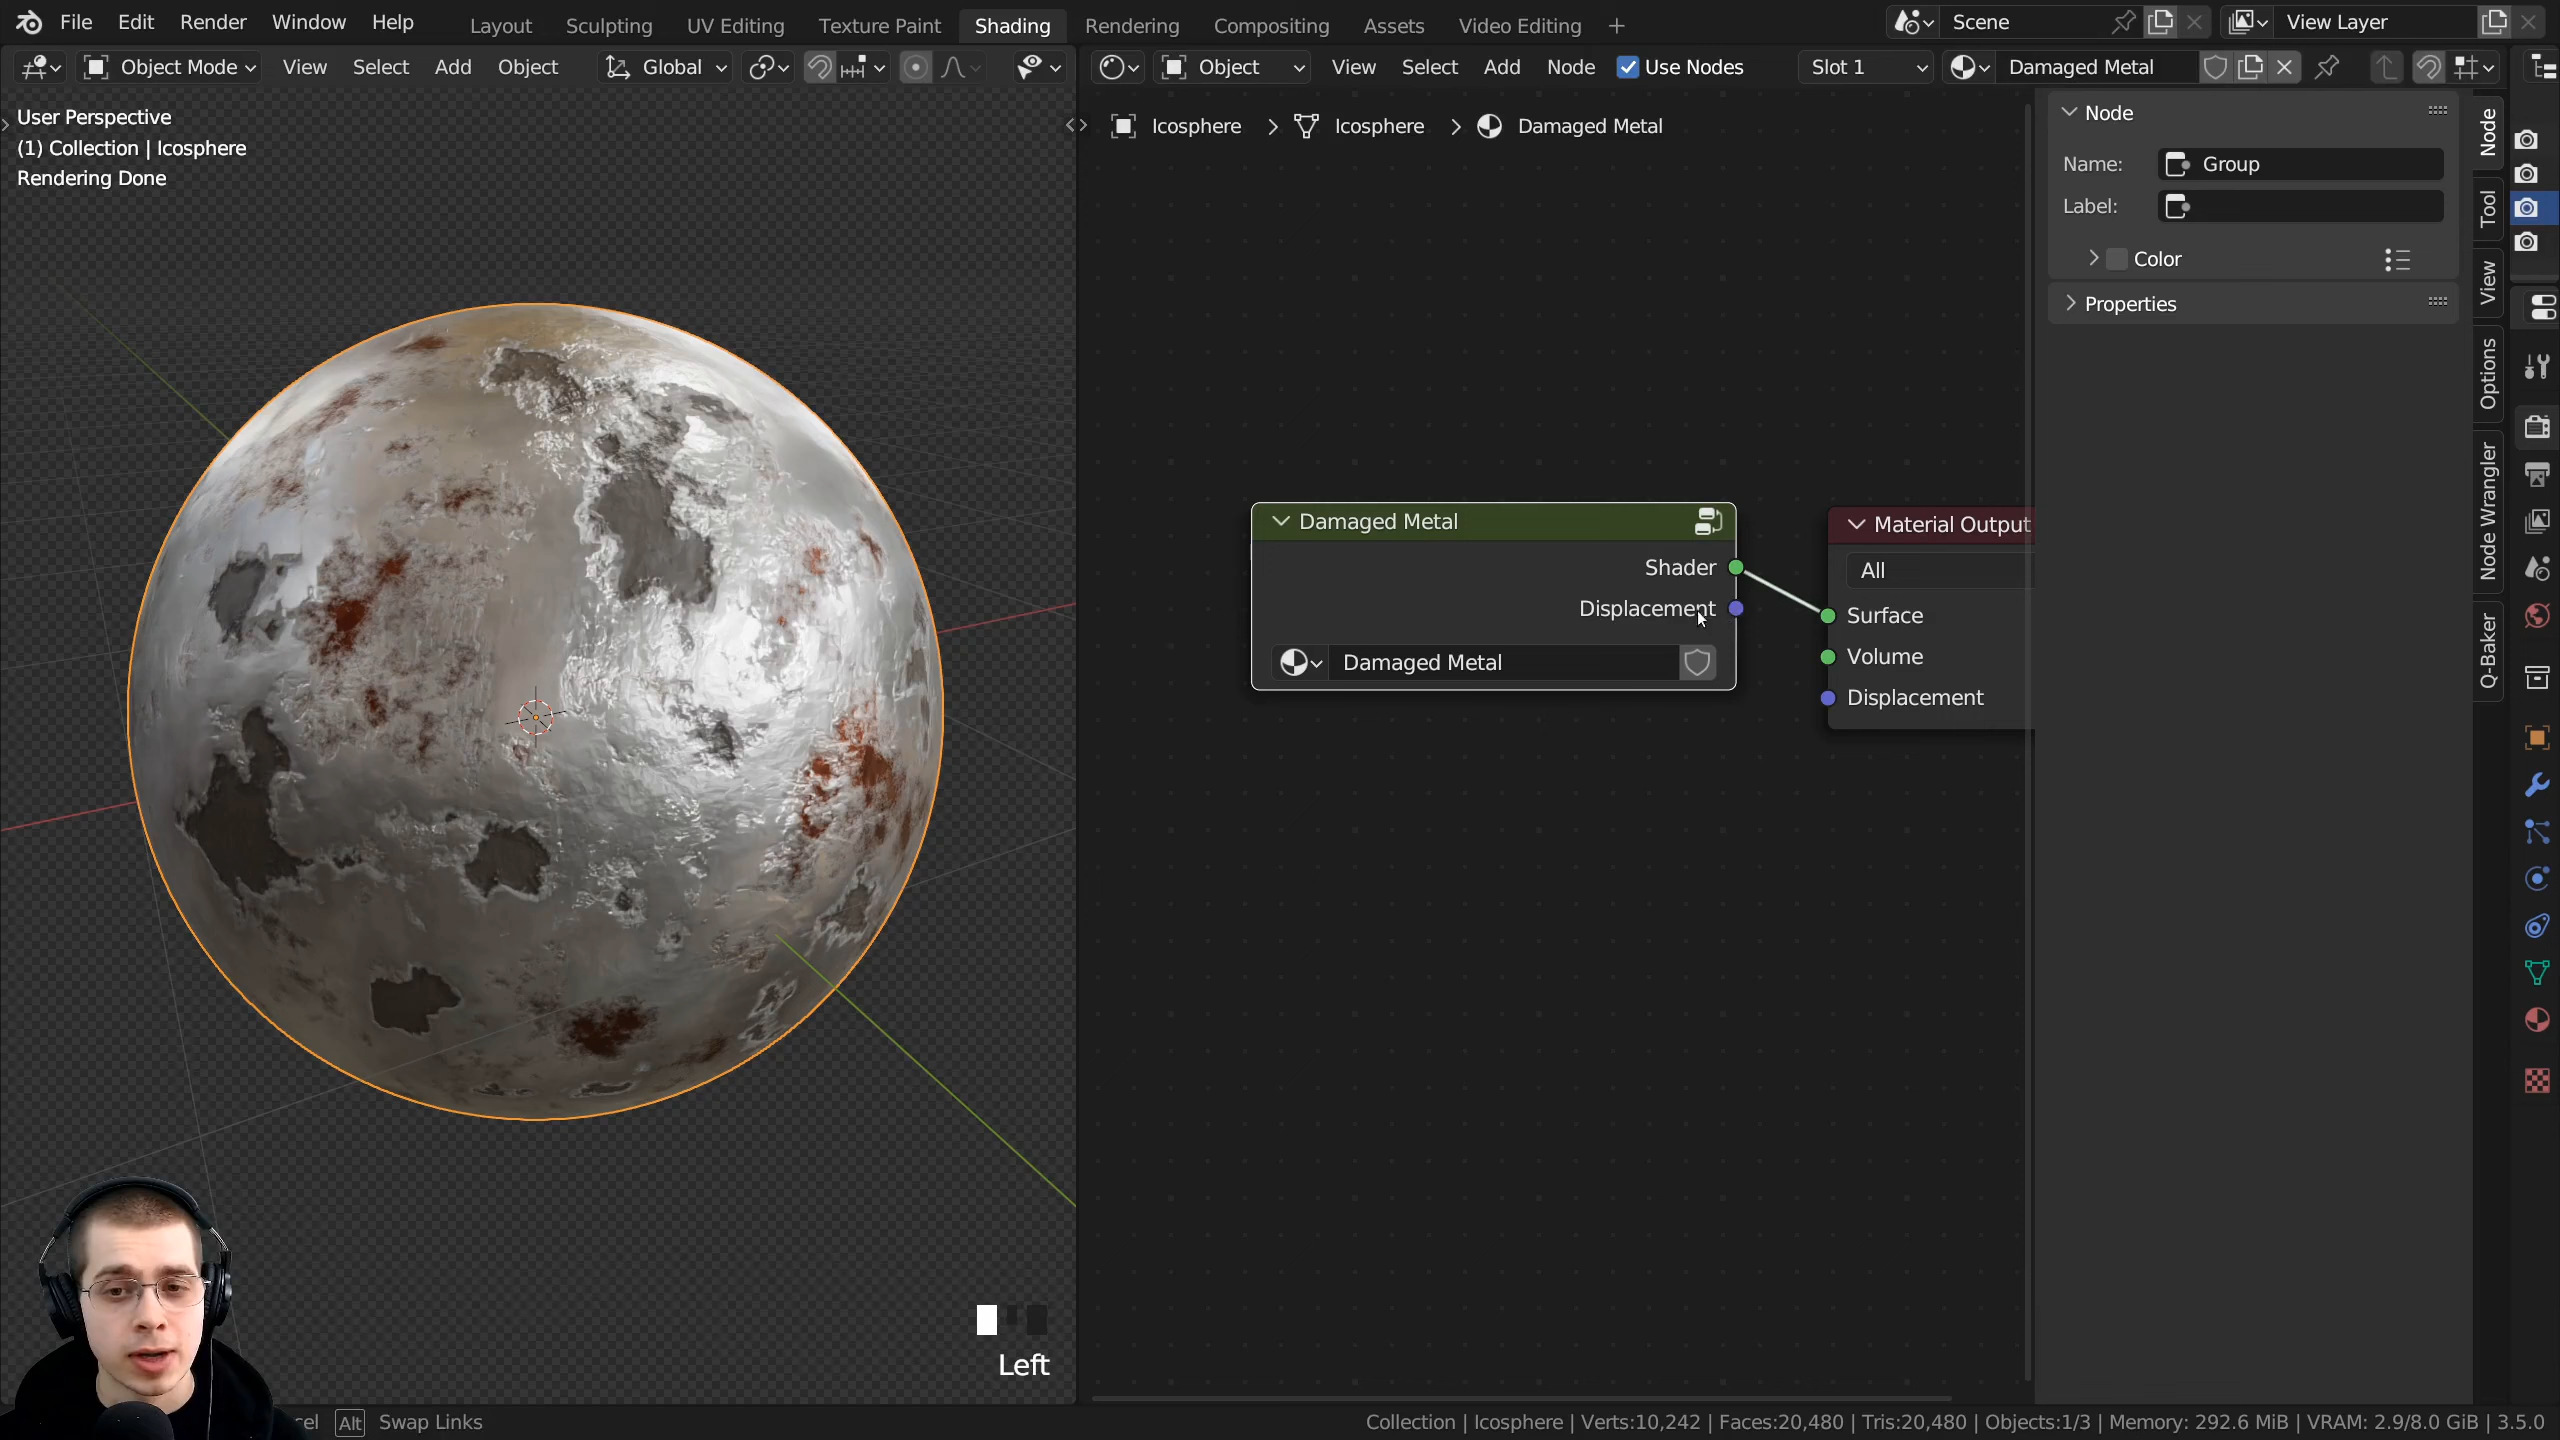 File Edit Render Window Help Layout Sculpting UV Editing Texture Paint Shading Rendering Compositing Assets Video Editing + Scene View Layer
Object Mode View Select Add Object Global Object View Select Add Node Use Nodes Slot 1 Damaged Metal
User Perspective
(1) Collection | Icosphere
Rendering Done
Icosphere > Icosphere > Damaged Metal
Node
Name: Group
Label:
Color
Properties
Node
Tool
View
Options
Node Wrangler
Q-Baker
Damaged Metal
Shader
Displacement
Damaged Metal
Material Output
All
Surface
Volume
Displacement
Left
Alt Swap Links
Collection | Icosphere | Verts:10,242 | Faces:20,480 | Tris:20,480 | Objects:1/3 | Memory: 292.6 MiB | VRAM: 2.9/8.0 GiB | 3.5.0